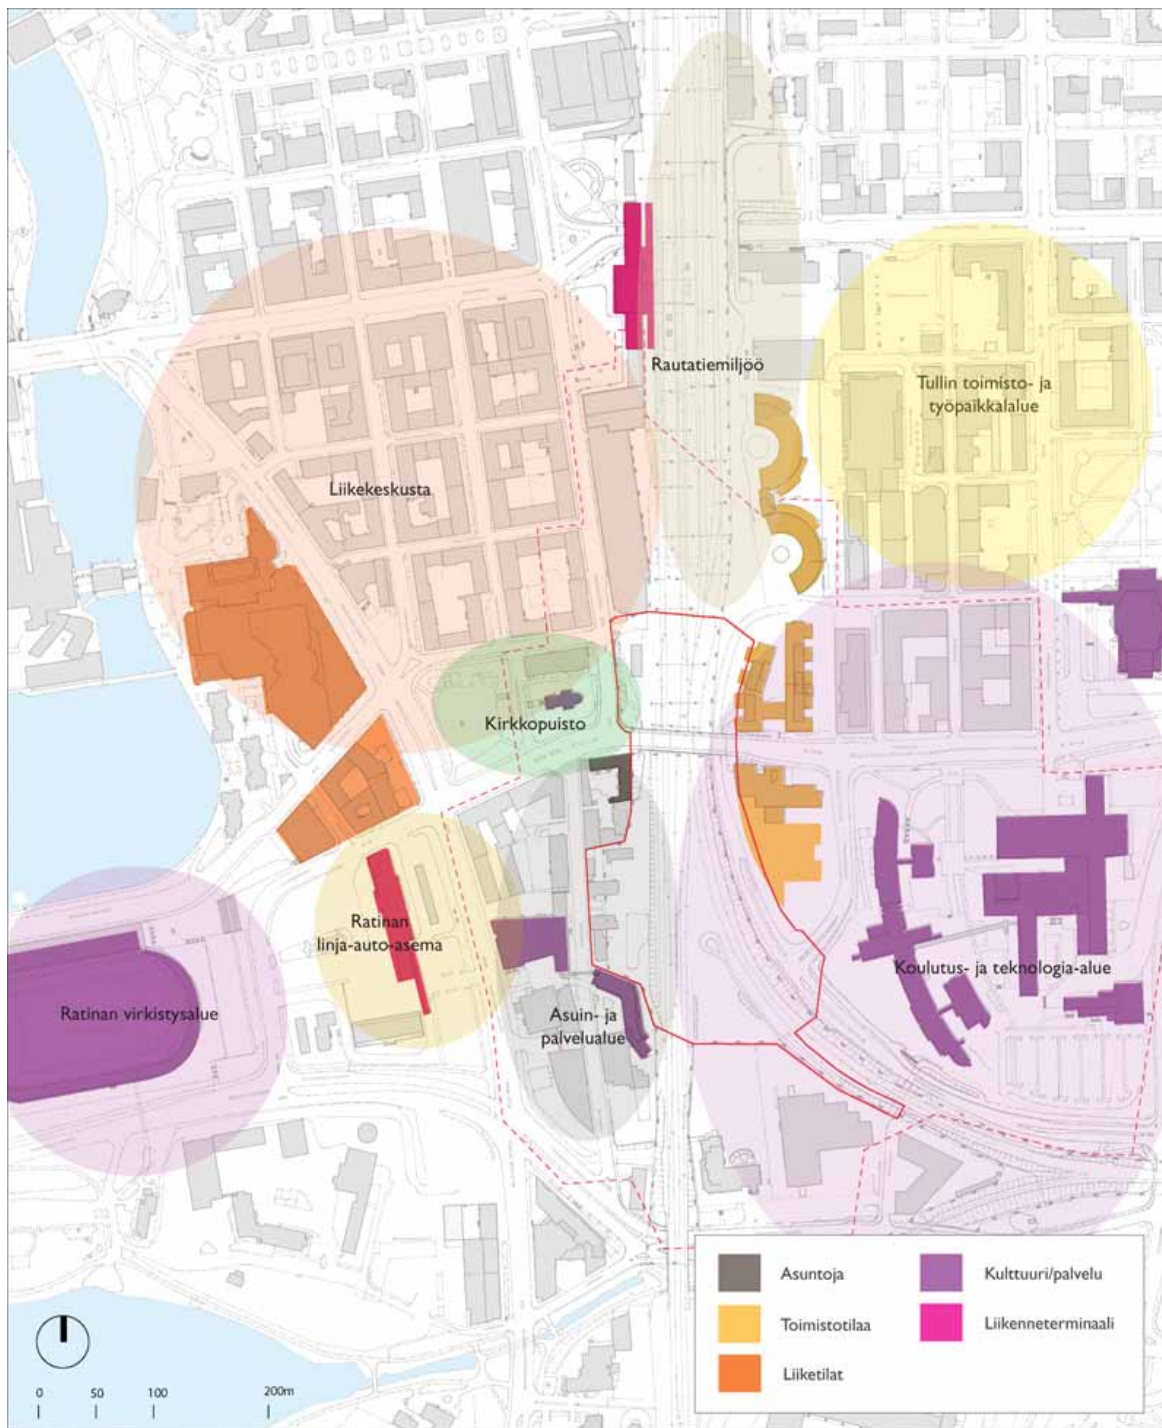 Rautatiemiljöö
Tullin toimisto- ja
työpaikkalalue
Liikekeskusta
Kirkkopuisto
Ratinan
linja-auto-asema
Koulutus- ja teknologia-alue
Ratinan virkistysalue
Asuin- ja
palvelualue
Asuntoja
Toimistotilaa
Liiketilat
Kulttuuri/palvelu
Liikenneterminaali
0 50 100 200m